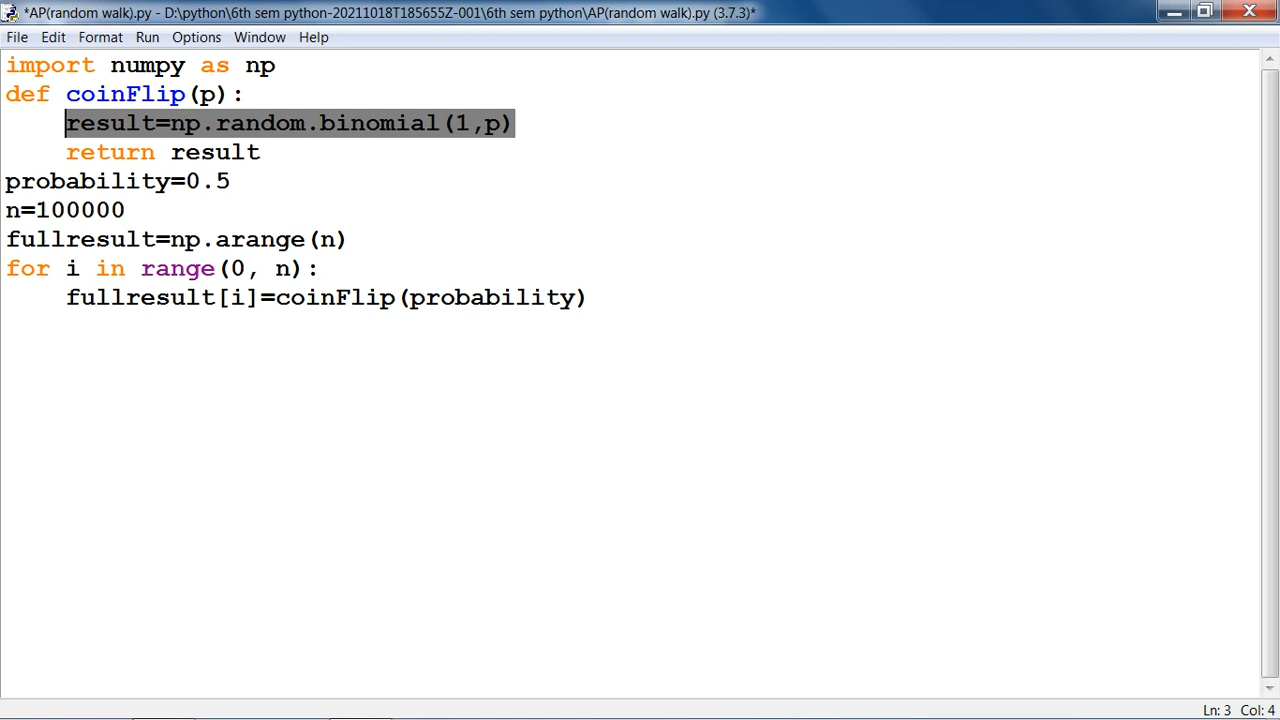 *AP(random walk).py - D:\python\6th sem python-20211018T18565Z-001\6th sem python\AP(random walk).py (3.7.3)*
File Edit Format Run Options Window Help
import numpy as np
def coinFlip(p):
    result=np.random.binomial(1,p)
    return result
probability=0.5
n=100000
fullresult=np.arange(n)
for i in range(0, n):
    fullresult[i]=coinFlip(probability)
Ln: 3 Col: 4